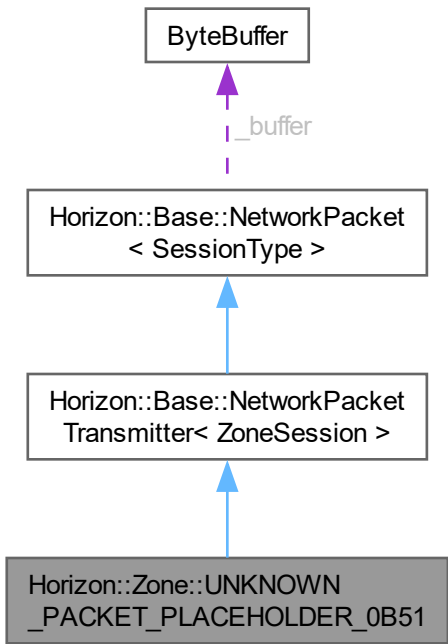 ByteBuffer
_buffer
Horizon::Base::NetworkPacket
< SessionType >
Horizon::Base::NetworkPacket
Transmitter< ZoneSession >
Horizon::Zone::UNKNOWN
_PACKET_PLACEHOLDER_0B51